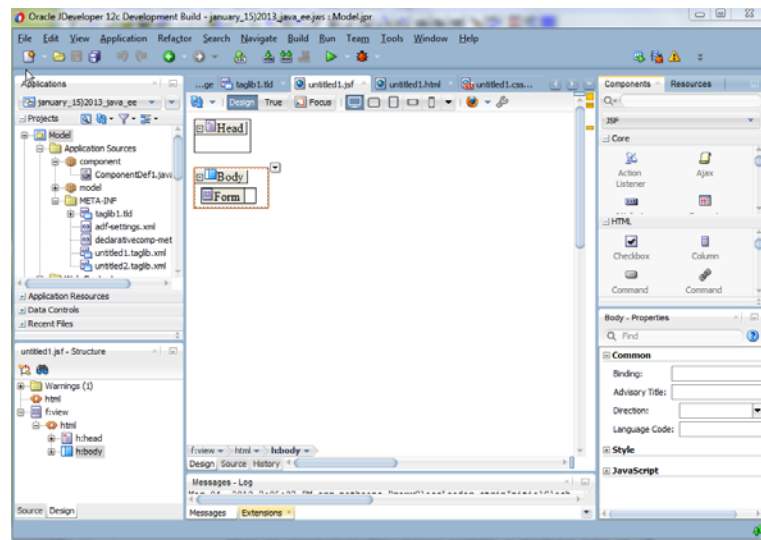 Oracle JDeveloper 12c Development Build - january_15)2013_java_ee.jws : Model.jpr
File Edit View Application Refactor Search Navigate Build Run Team Tools Window Help
Applications
january_15)2013_java_ee
Projects
Model
Application Sources
component
ComponentDef1.java
model
META-INF
taglib1.tld
adf-settings.xml
declarativecomp-met
untitled1.taglib.xml
untitled2.taglib.xml
Application Resources
Data Controls
Recent Files
untitled1.jsf - Structure
Warnings (1)
html
f:view
html
h:head
h:body
Source Design
...ge taglib1.tld untitled1.jsf untitled1.html untitled1.css...
Design True Focus
Head
Body
Form
f:view html h:body
Design Source History
Messages - Log
Messages Extensions
Components Resources
JSF
Core
Action Listener Ajax
HTML
Checkbox Column
Command Command
Body - Properties
Find
Common
Binding:
Advisory Title:
Direction:
Language Code:
Style
JavaScript